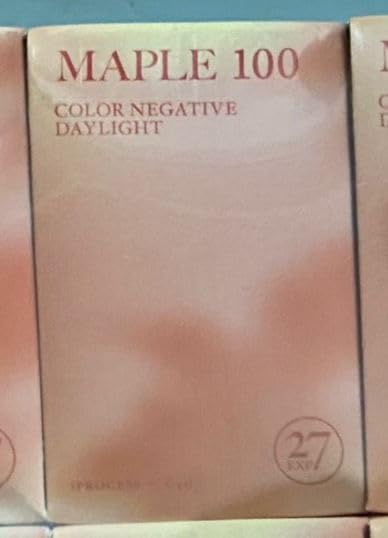 MAPLE 100
COLOR NEGATIVE
DAYLIGHT
27
EXP